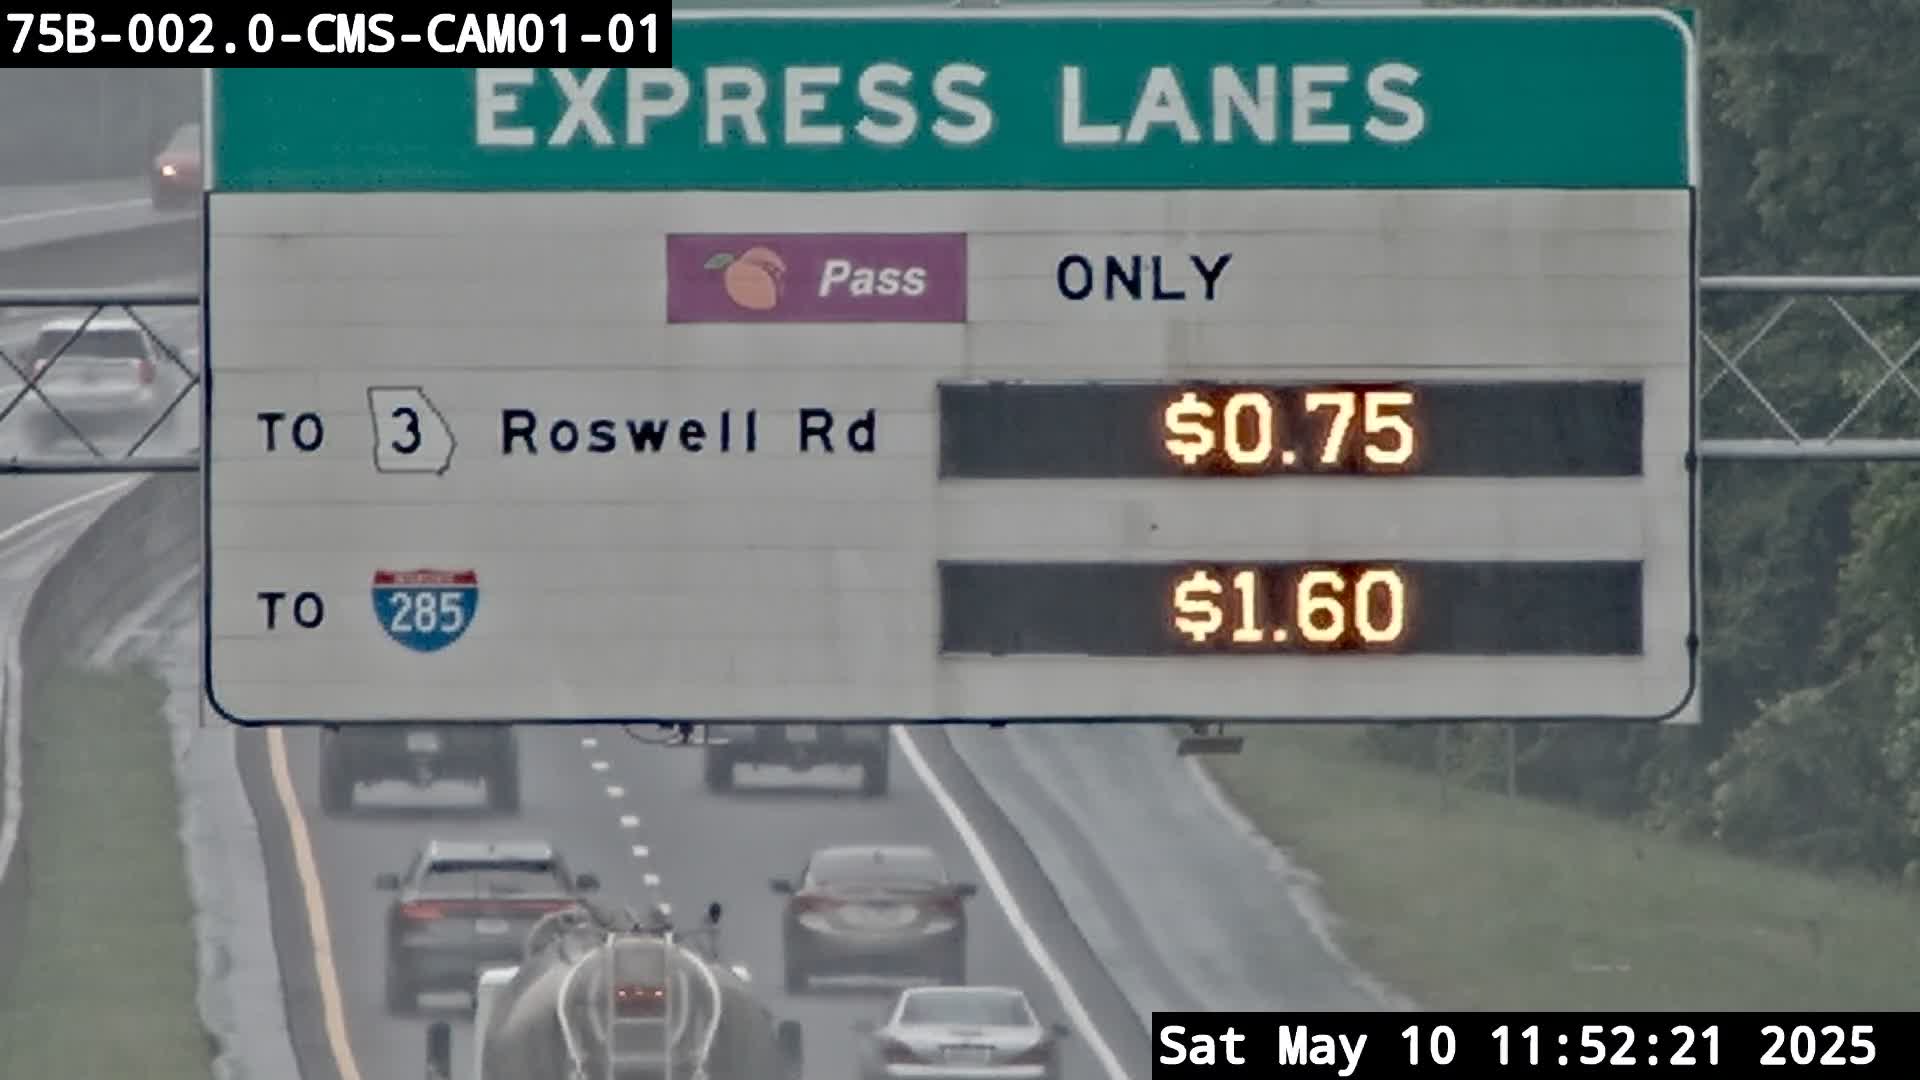 75B-002.0-CMS-CAM01-01
EXPRESS LANES
Pass ONLY
TO 3 Roswell Rd $0.75
TO 285 $1.60
Sat May 10 11:52:21 2025